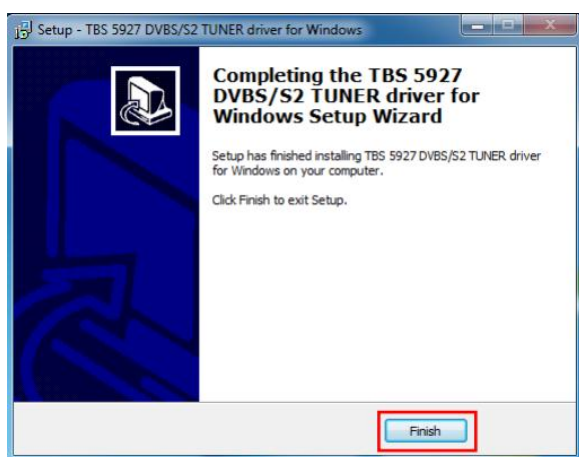 Setup - TBS 5927 DVBS/S2 TUNER driver for Windows
Completing the TBS 5927
DVBS/S2 TUNER driver for
Windows Setup Wizard
Setup has finished installing TBS 5927 DVBS/S2 TUNER driver
for Windows on your computer.
Click Finish to exit Setup.
Finish